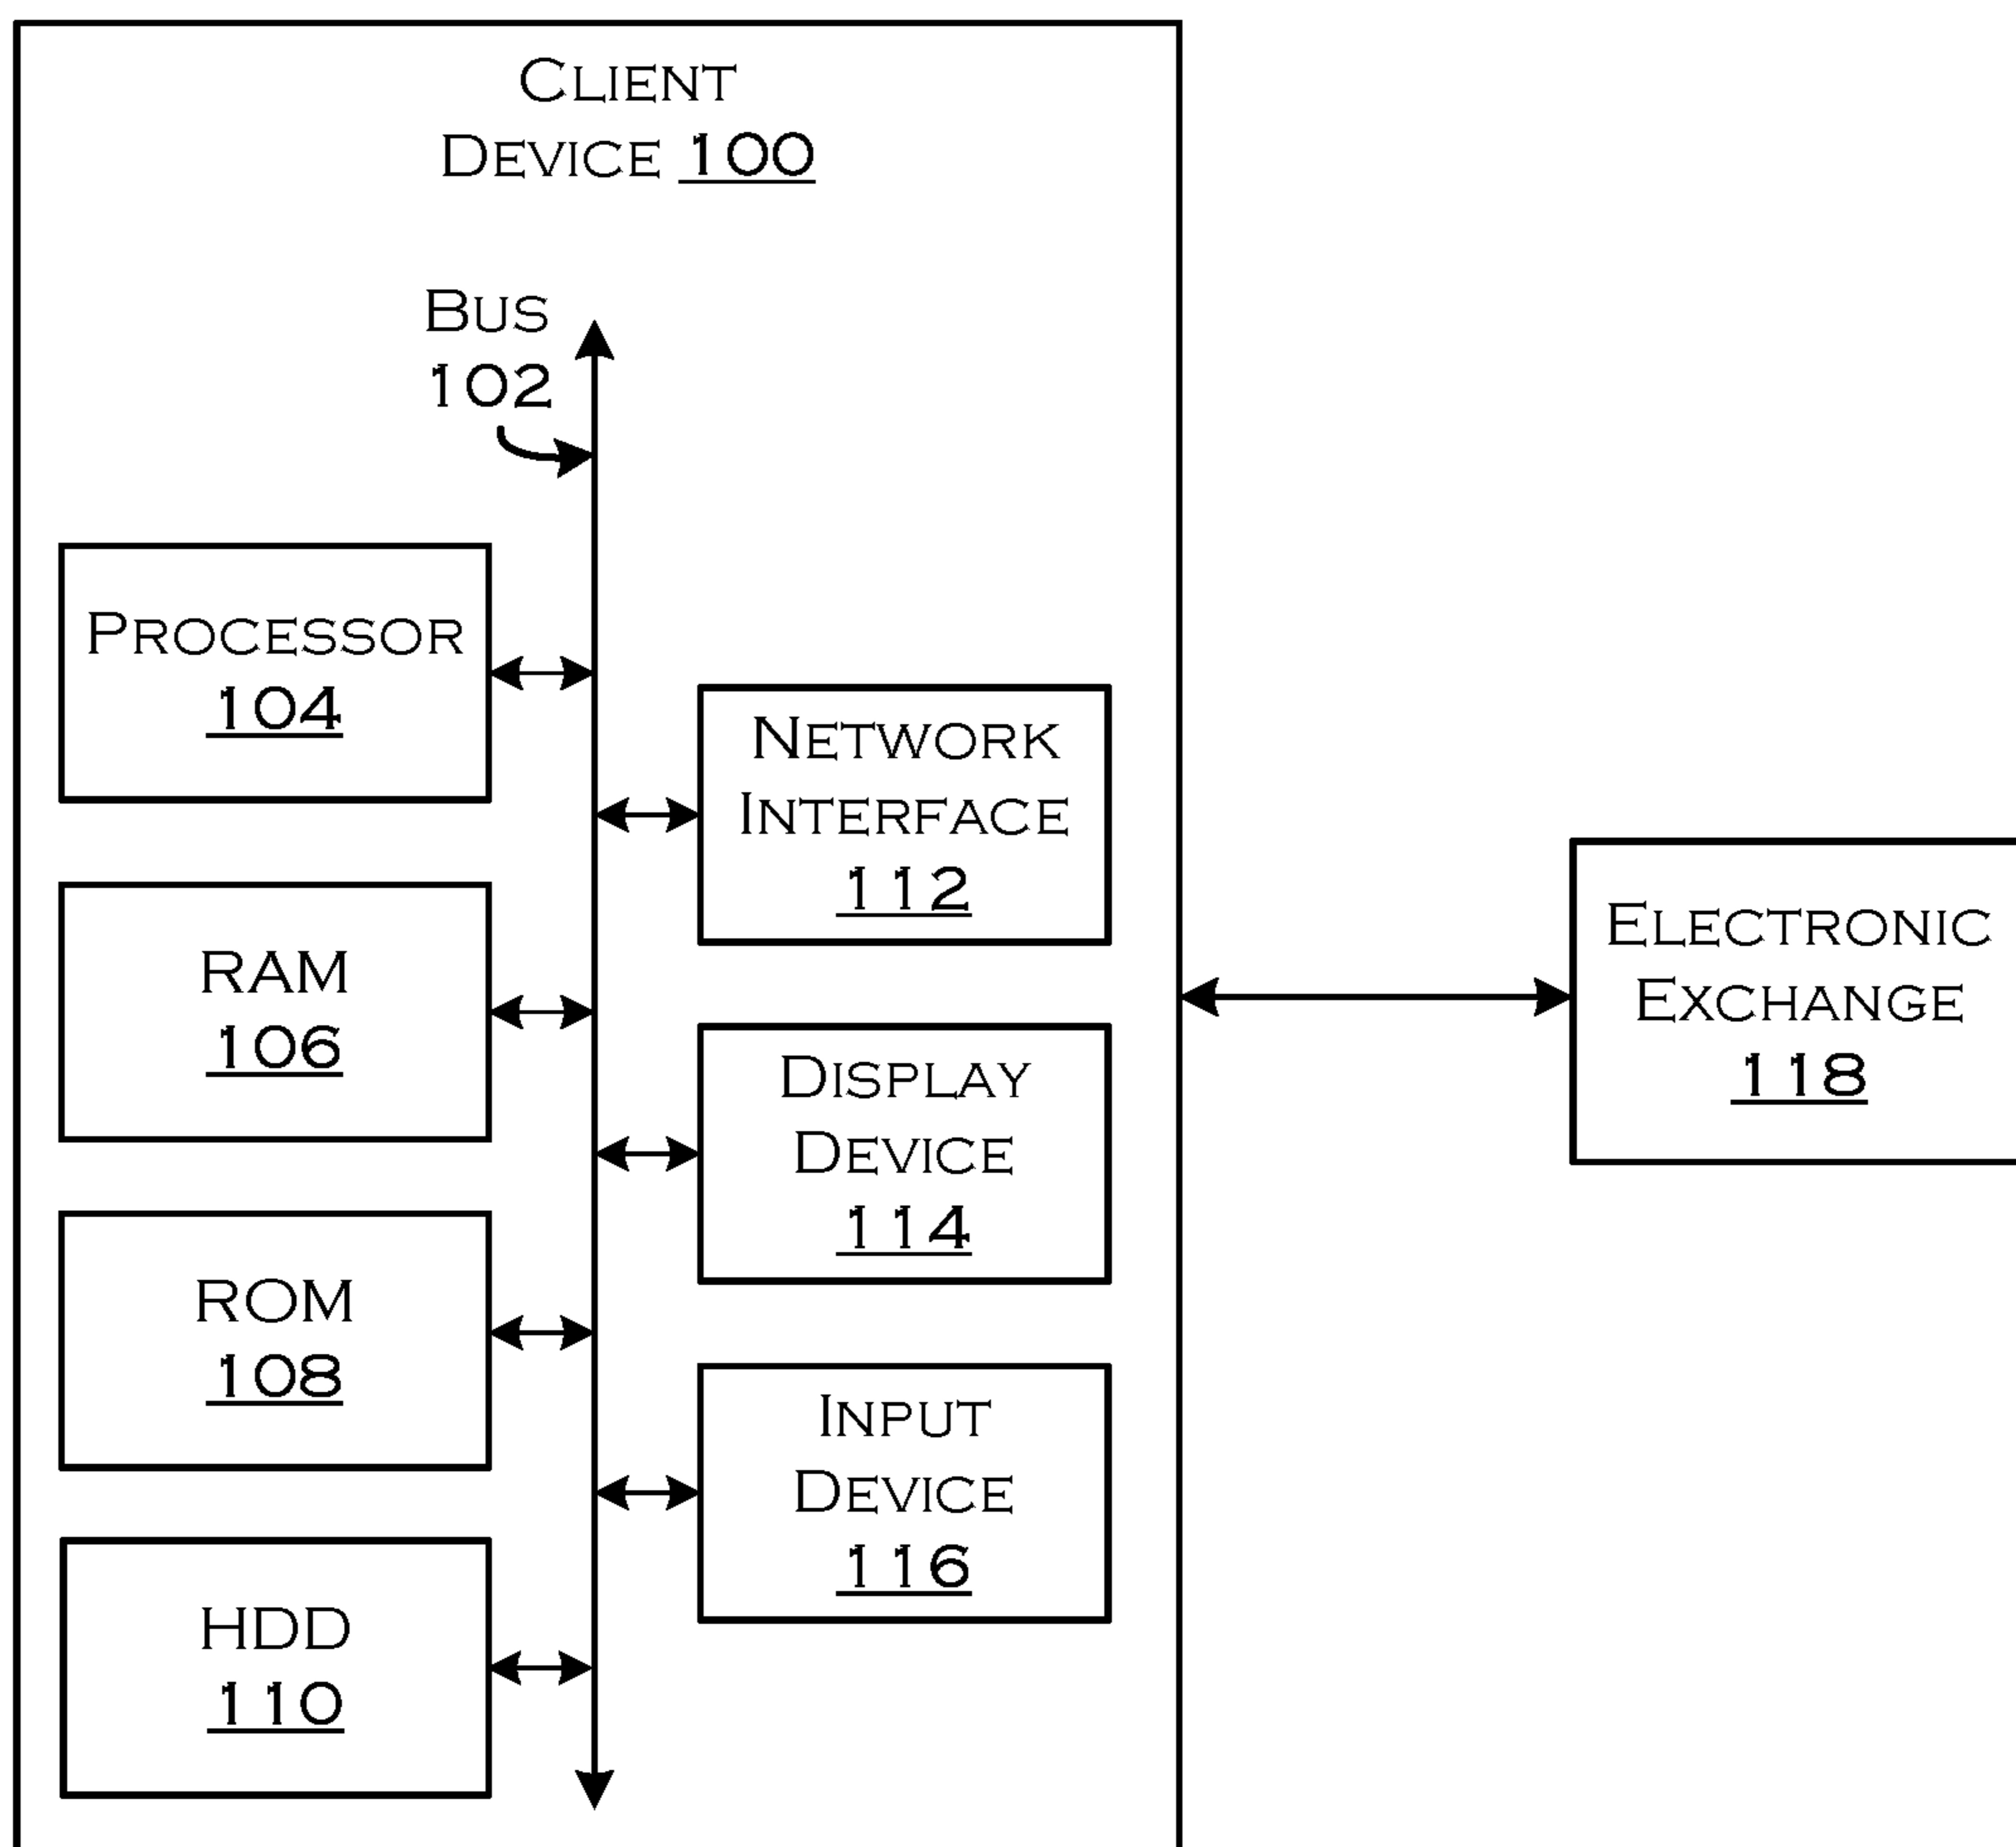 CLIENT
DEVICE 100
BUS
102
PROCESSOR
104
RAM
106
ROM
108
HDD
110
NETWORK
INTERFACE
112
DISPLAY
DEVICE
114
INPUT
DEVICE
116
ELECTRONIC
EXCHANGE
118